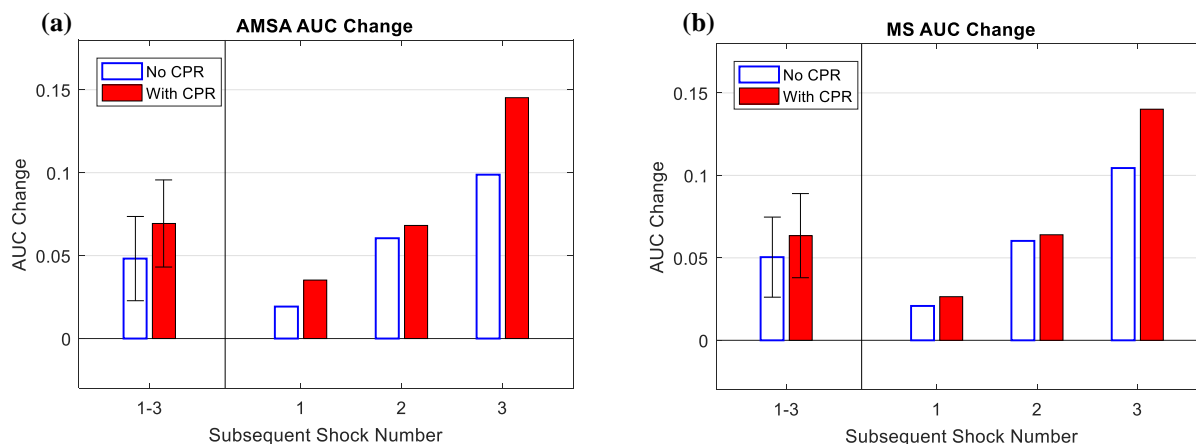 (a)
AMSA AUC Change
No CPR
With CPR
0.15
0.1
0.05
0
AUC Change
1-3
1
2
3
Subsequent Shock Number
(b)
MS AUC Change
No CPR
With CPR
0.15
0.1
0.05
0
AUC Change
1-3
1
2
3
Subsequent Shock Number